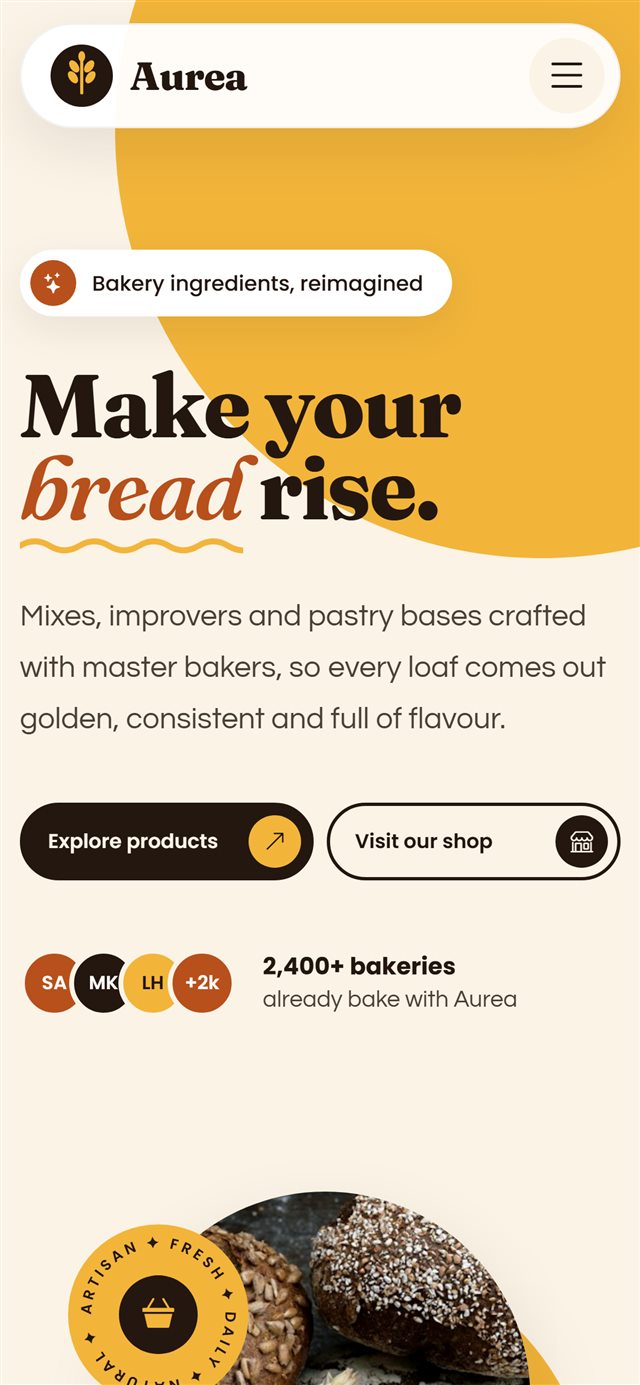 Aurea
Bakery ingredients, reimagined
Make your
bread rise.
Mixes, improvers and pastry bases crafted
with master bakers, so every loaf comes out
golden, consistent and full of flavour.
Explore products
Visit our shop
SA MK LH +2k
2,400+ bakeries
already bake with Aurea
ARTISAN ✦ FRESH ✦ DAILY ✦ NATURAL ✦